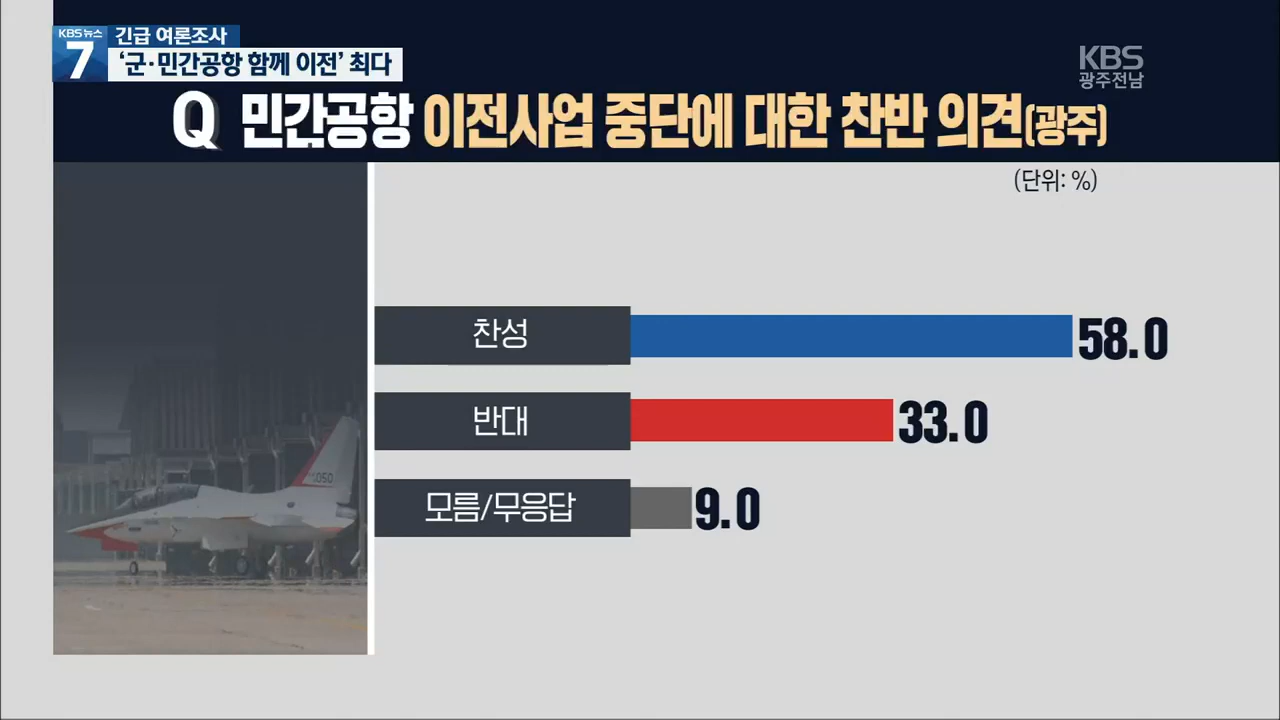 KBS 뉴스 7
긴급 여론조사
‘군·민간공항 함께 이전’ 최다
KBS
광주전남
Q 민간공항 이전사업 중단에 대한 찬반 의견(광주)
(단위: %)
찬성 58.0
반대 33.0
모름/무응답 9.0